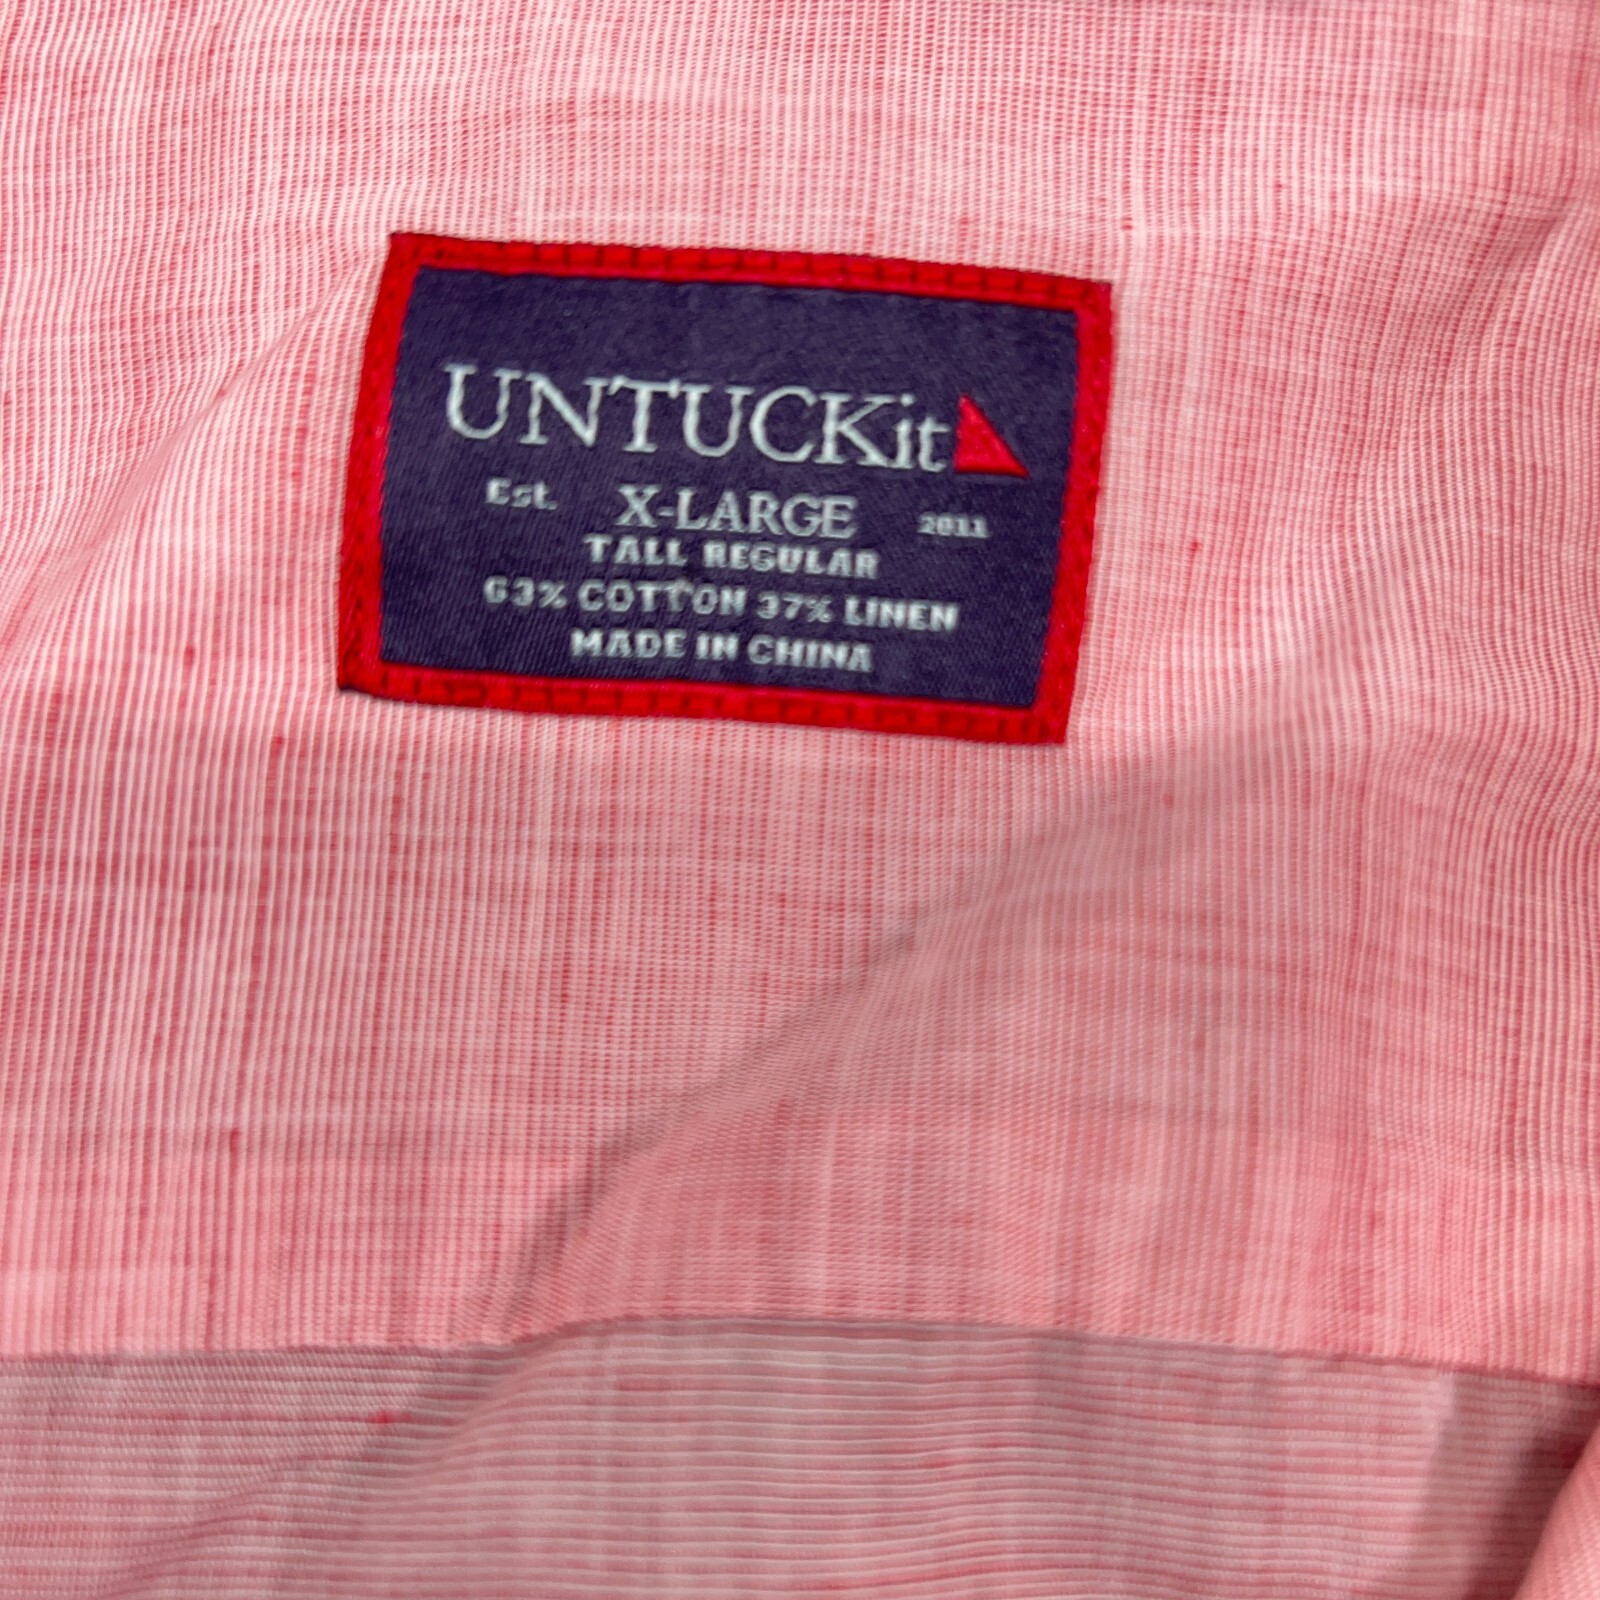 UNTUCKit
Est. X-LARGE 2011
TALL REGULAR
63% COTTON 37% LINEN
MADE IN CHINA